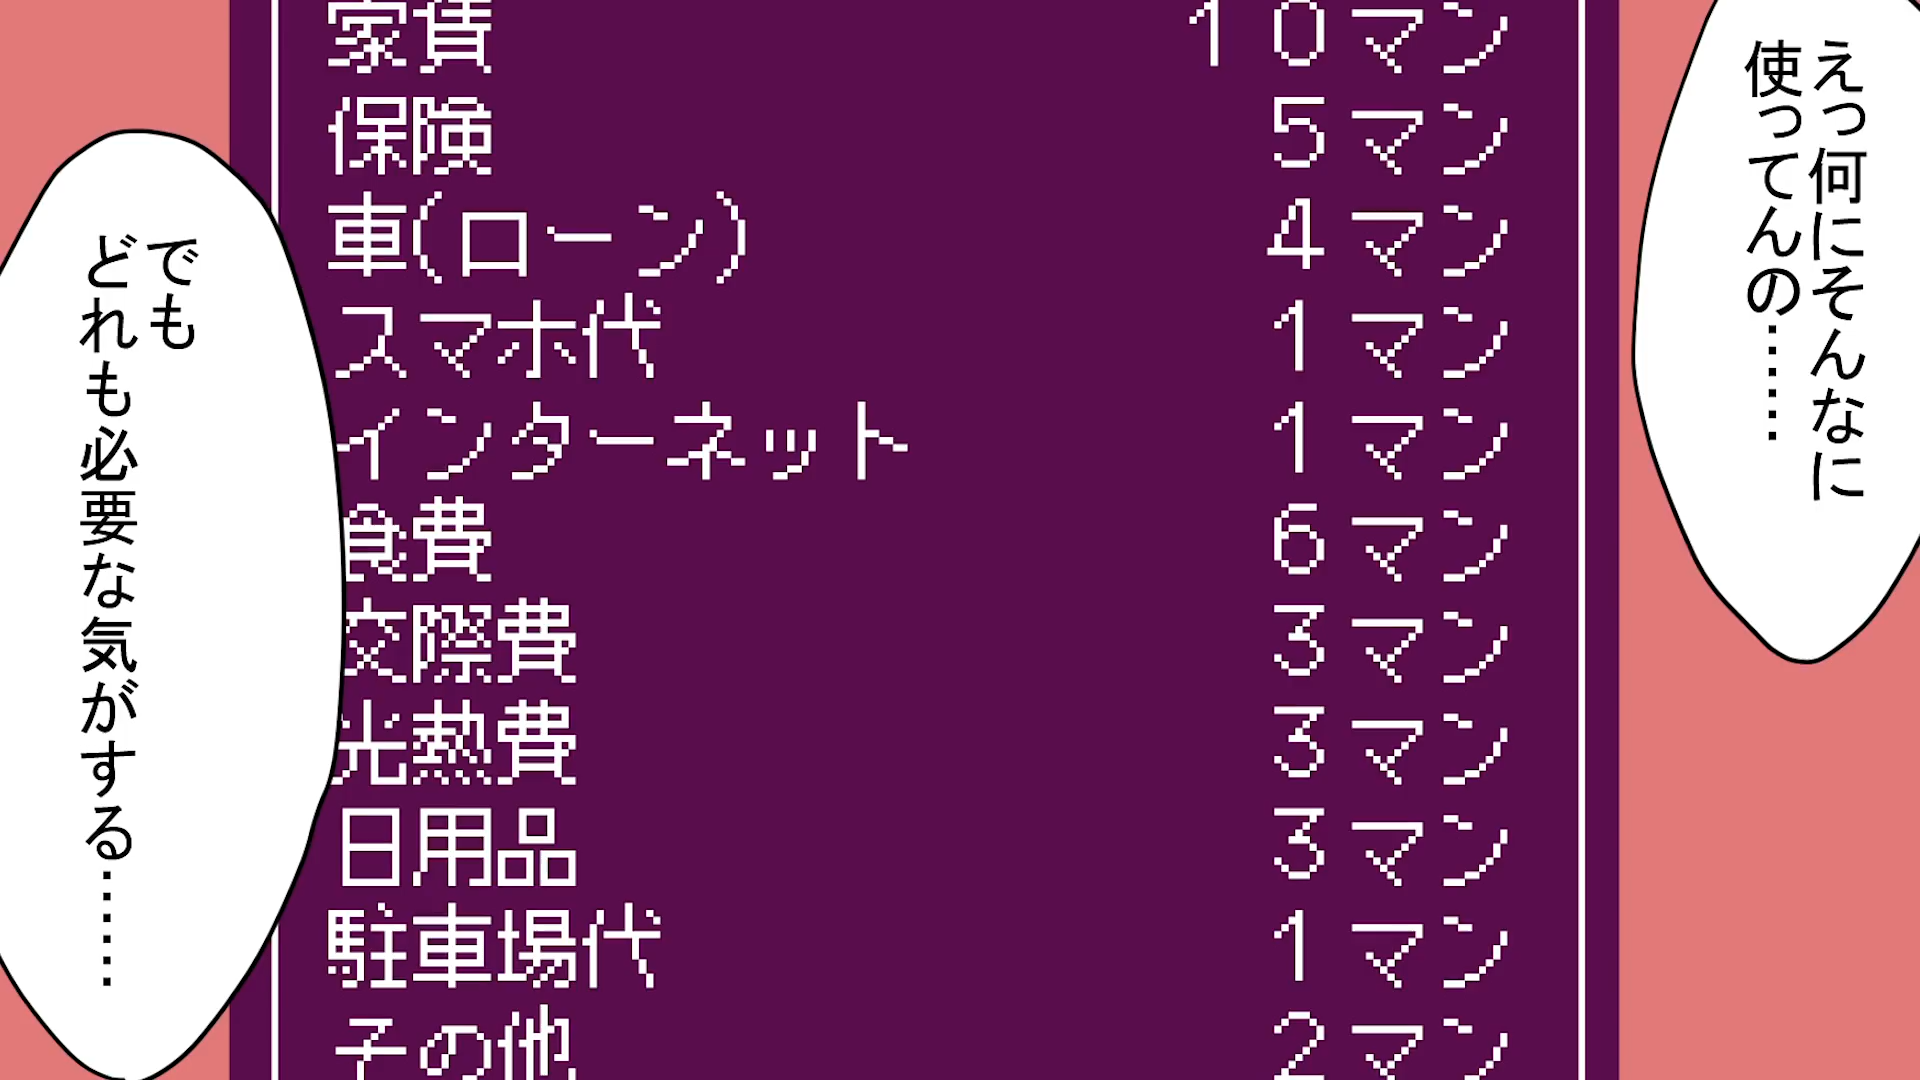 えっ何にそんなに
使ってんの……
家賃 10マン
保険 5マン
車(ローン) 4マン
スマホ代 1マン
インターネット 1マン
食費 6マン
交際費 3マン
光熱費 3マン
日用品 3マン
駐車場代 1マン
その他 2マン
でも
どれも必要な気がする……